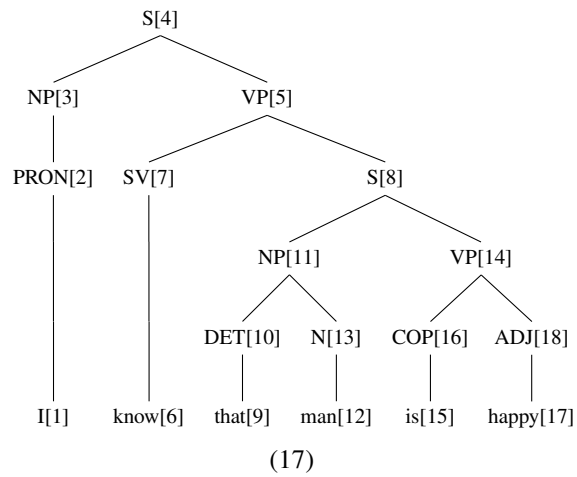 S[4]
NP[3] VP[5]
PRON[2] SV[7] S[8]
NP[11] VP[14]
DET[10] N[13] COP[16] ADJ[18]
I[1] know[6] that[9] man[12] is[15] happy[17]
(17)